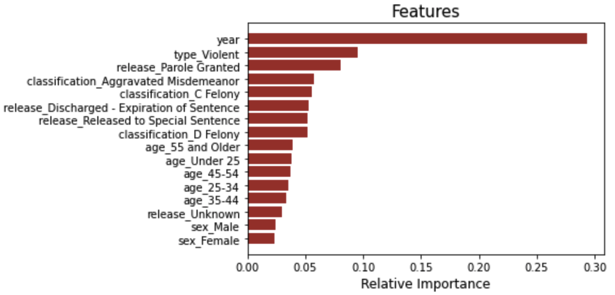 Features
year
type_Violent
release_Parole Granted
classification_Aggravated Misdemeanor
classification_C Felony
release_Discharged - Expiration of Sentence
release_Released to Special Sentence
classification_D Felony
age_55 and Older
age_Under 25
age_45-54
age_25-34
age_35-44
release_Unknown
sex_Male
sex_Female
0.00 0.05 0.10 0.15 0.20 0.25 0.30
Relative Importance